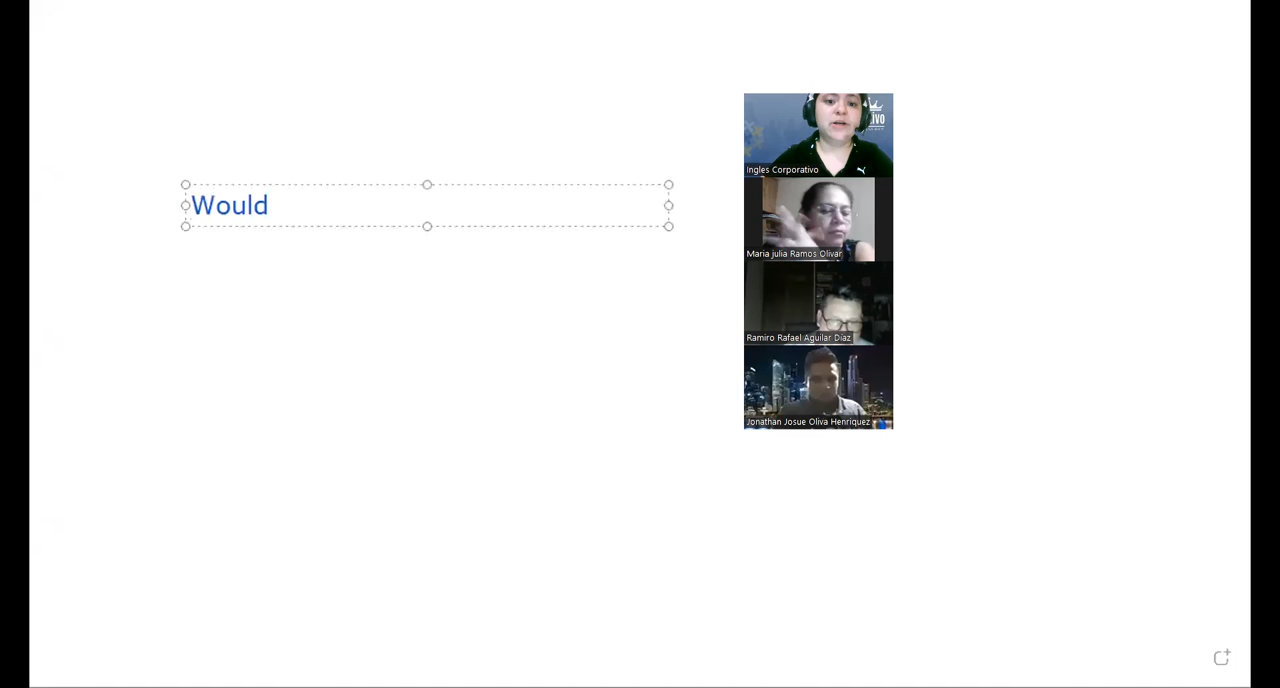 Would
Ingles Corporativo
Maria julia Ramos Olivar
Ramiro Rafael Aguilar Diaz
Jonathan Josue Oliva Henriquez